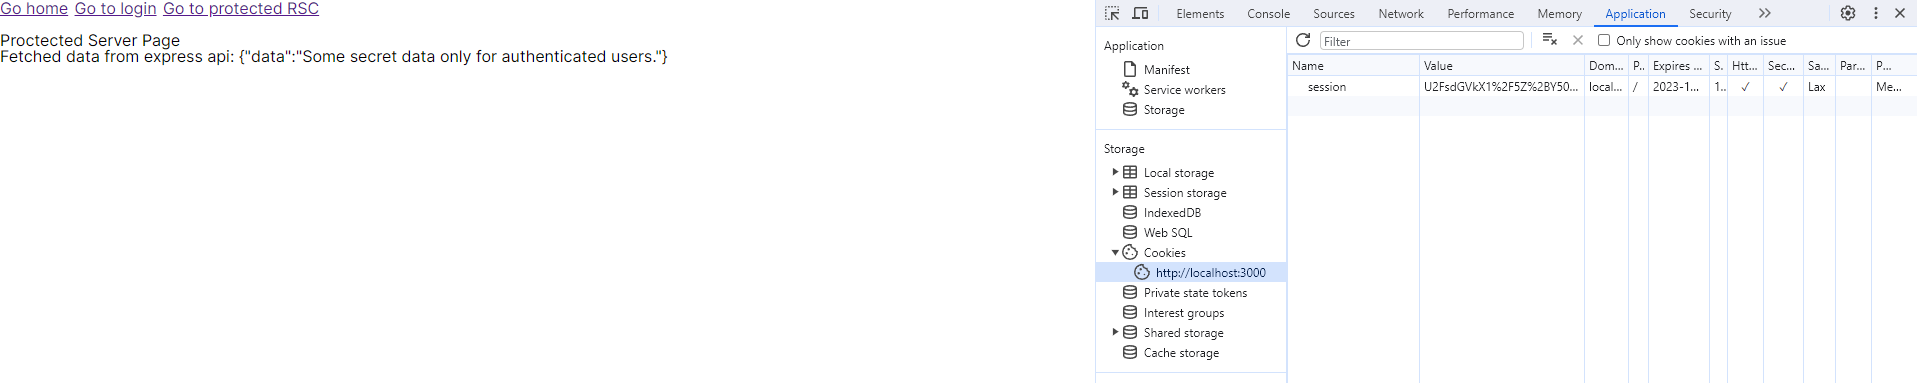 Go home Go to login Go to protected RSC
Proctected Server Page
Fetched data from express api: {"data":"Some secret data only for authenticated users."}
Elements Console Sources Network Performance Memory Application Security
Application
Manifest
Service workers
Storage
Storage
Local storage
Session storage
IndexedDB
Web SQL
Cookies
http://localhost:3000
Private state tokens
Interest groups
Shared storage
Cache storage
Filter Only show cookies with an issue
Name Value Dom... P.. Expires ... S. Htt... Sec... Sa... Par... P...
session U2FsdGVkX1%2F5Z%2BY50... local... / 2023-1... 1.. ✓ ✓ Lax Me...